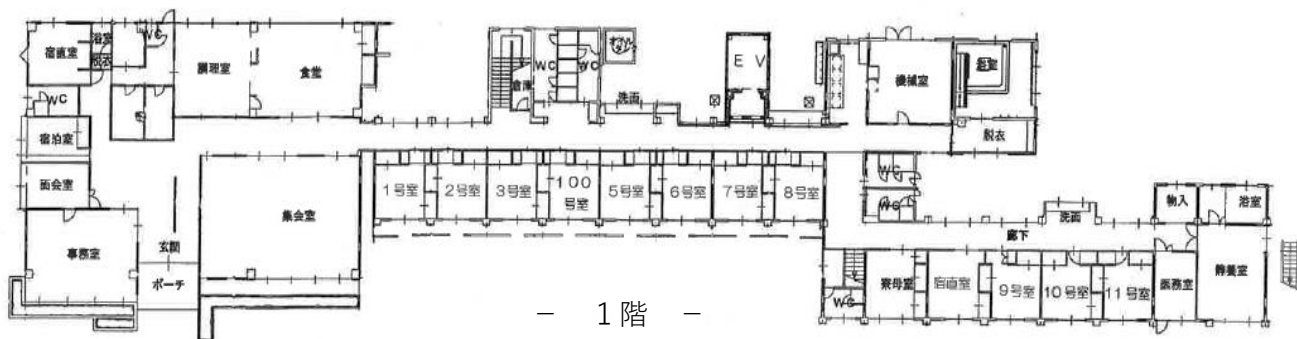 宿直室
浴室
脱衣
WC
調理室
食堂
WC
宿泊室
面会室
事務室
玄関
ポーチ
集会室
倉庫
WC
WC
洗面
EV
機械室
浴室
脱衣
1号室
2号室
3号室
100
号室
5号室
6号室
7号室
8号室
WC
WC
物入
浴室
洗面
廊下
WC
寮母室
宿直室
9号室
10号室
11号室
医務室
静養室
－ 1階 －